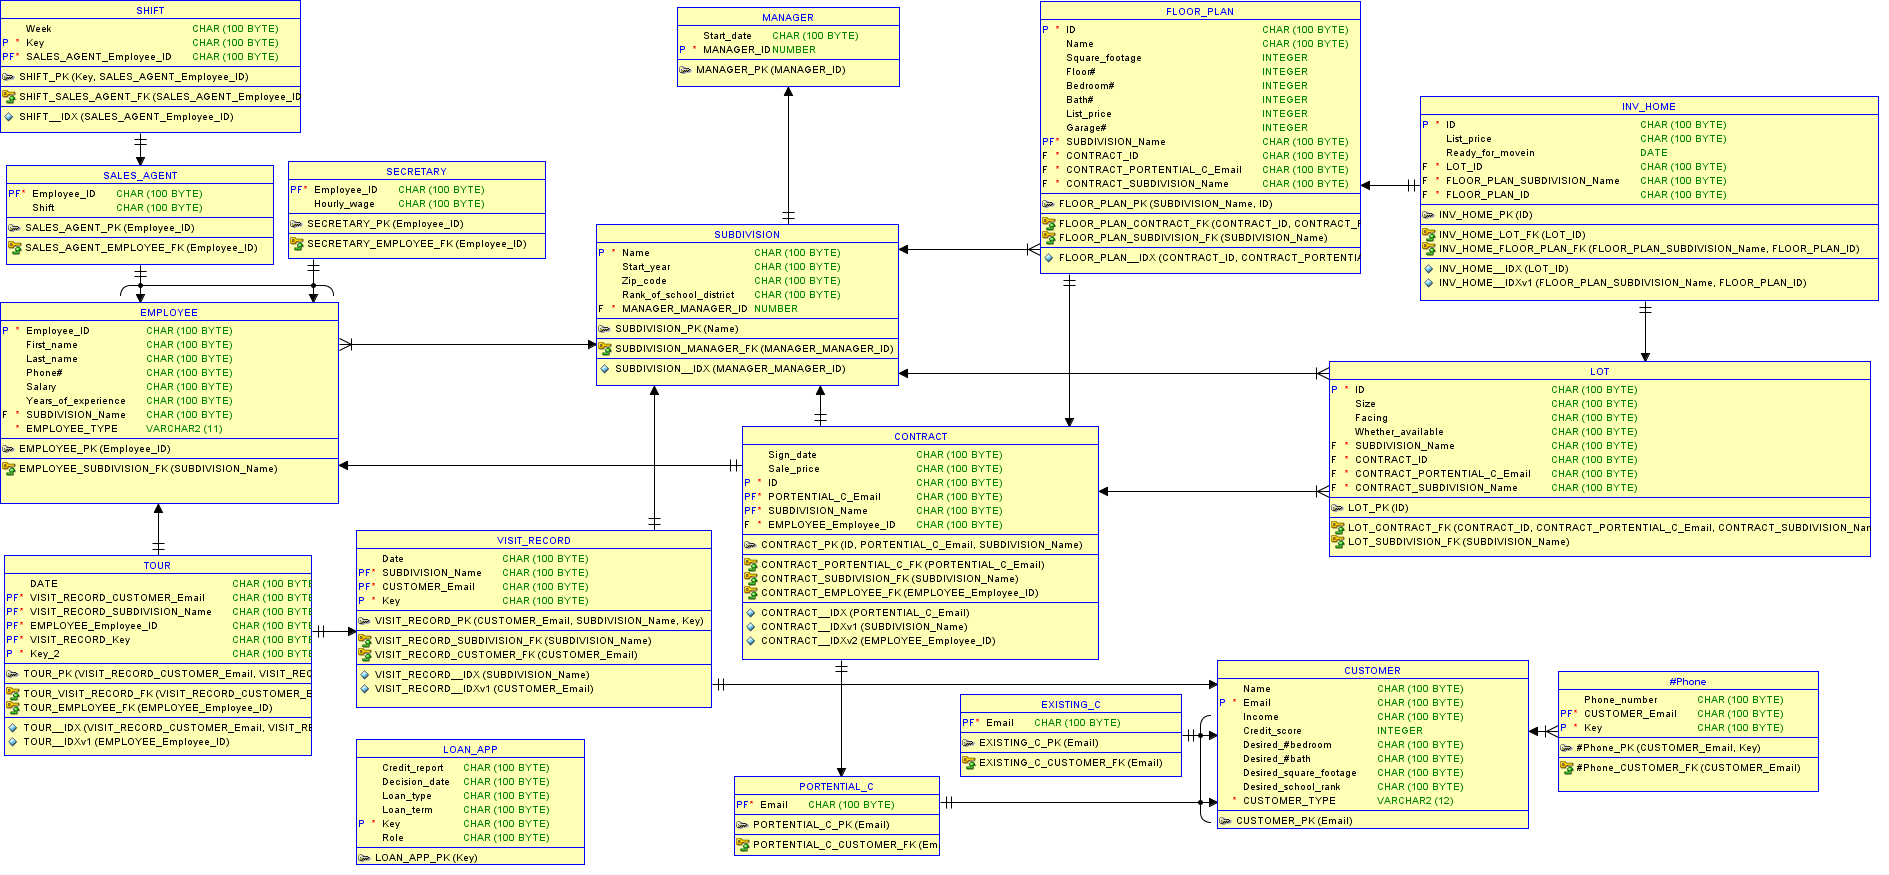 SHIFT
Week CHAR (100 BYTE)
P * Key CHAR (100 BYTE)
PF* SALES_AGENT_Employee_ID CHAR (100 BYTE)
SHIFT_PK (Key, SALES_AGENT_Employee_ID)
SHIFT_SALES_AGENT_FK (SALES_AGENT_Employee_ID
SHIFT__IDX (SALES_AGENT_Employee_ID)
MANAGER
Start_date CHAR (100 BYTE)
P * MANAGER_ID NUMBER
MANAGER_PK (MANAGER_ID)
FLOOR_PLAN
P * ID CHAR (100 BYTE)
Name CHAR (100 BYTE)
Square_footage INTEGER
Floor# INTEGER
Bedroom# INTEGER
Bath# INTEGER
List_price INTEGER
Garage# INTEGER
PF* SUBDIVISION_Name CHAR (100 BYTE)
F * CONTRACT_ID CHAR (100 BYTE)
F * CONTRACT_PORTENTIAL_C_Email CHAR (100 BYTE)
F * CONTRACT_SUBDIVISION_Name CHAR (100 BYTE)
FLOOR_PLAN_PK (SUBDIVISION_Name, ID)
FLOOR_PLAN_CONTRACT_FK (CONTRACT_ID, CONTRACT_P
FLOOR_PLAN_SUBDIVISION_FK (SUBDIVISION_Name)
FLOOR_PLAN__IDX (CONTRACT_ID, CONTRACT_PORTENTIA
INV_HOME
P * ID CHAR (100 BYTE)
List_price CHAR (100 BYTE)
Ready_for_movein DATE
F * LOT_ID CHAR (100 BYTE)
F * FLOOR_PLAN_SUBDIVISION_Name CHAR (100 BYTE)
F * FLOOR_PLAN_ID CHAR (100 BYTE)
INV_HOME_PK (ID)
INV_HOME_LOT_FK (LOT_ID)
INV_HOME_FLOOR_PLAN_FK (FLOOR_PLAN_SUBDIVISION_Name, FLOOR_PLAN_ID)
INV_HOME__IDX (LOT_ID)
INV_HOME__IDXv1 (FLOOR_PLAN_SUBDIVISION_Name, FLOOR_PLAN_ID)
SALES_AGENT
PF* Employee_ID CHAR (100 BYTE)
Shift CHAR (100 BYTE)
SALES_AGENT_PK (Employee_ID)
SALES_AGENT_EMPLOYEE_FK (Employee_ID)
SECRETARY
PF* Employee_ID CHAR (100 BYTE)
Hourly_wage CHAR (100 BYTE)
SECRETARY_PK (Employee_ID)
SECRETARY_EMPLOYEE_FK (Employee_ID)
SUBDIVISION
P * Name CHAR (100 BYTE)
Start_year CHAR (100 BYTE)
Zip_code CHAR (100 BYTE)
Rank_of_school_district CHAR (100 BYTE)
F * MANAGER_MANAGER_ID NUMBER
SUBDIVISION_PK (Name)
SUBDIVISION_MANAGER_FK (MANAGER_MANAGER_ID)
SUBDIVISION__IDX (MANAGER_MANAGER_ID)
EMPLOYEE
P * Employee_ID CHAR (100 BYTE)
First_name CHAR (100 BYTE)
Last_name CHAR (100 BYTE)
Phone# CHAR (100 BYTE)
Salary CHAR (100 BYTE)
Years_of_experience CHAR (100 BYTE)
F * SUBDIVISION_Name CHAR (100 BYTE)
* EMPLOYEE_TYPE VARCHAR2 (11)
EMPLOYEE_PK (Employee_ID)
EMPLOYEE_SUBDIVISION_FK (SUBDIVISION_Name)
LOT
P * ID CHAR (100 BYTE)
Size CHAR (100 BYTE)
Facing CHAR (100 BYTE)
Whether_available CHAR (100 BYTE)
F * SUBDIVISION_Name CHAR (100 BYTE)
F * CONTRACT_ID CHAR (100 BYTE)
F * CONTRACT_PORTENTIAL_C_Email CHAR (100 BYTE)
F * CONTRACT_SUBDIVISION_Name CHAR (100 BYTE)
LOT_PK (ID)
LOT_CONTRACT_FK (CONTRACT_ID, CONTRACT_PORTENTIAL_C_Email, CONTRACT_SUBDIVISION_Nam
LOT_SUBDIVISION_FK (SUBDIVISION_Name)
CONTRACT
Sign_date CHAR (100 BYTE)
Sale_price CHAR (100 BYTE)
P * ID CHAR (100 BYTE)
PF* PORTENTIAL_C_Email CHAR (100 BYTE)
PF* SUBDIVISION_Name CHAR (100 BYTE)
F * EMPLOYEE_Employee_ID CHAR (100 BYTE)
CONTRACT_PK (ID, PORTENTIAL_C_Email, SUBDIVISION_Name)
CONTRACT_PORTENTIAL_C_FK (PORTENTIAL_C_Email)
CONTRACT_SUBDIVISION_FK (SUBDIVISION_Name)
CONTRACT_EMPLOYEE_FK (EMPLOYEE_Employee_ID)
CONTRACT__IDX (PORTENTIAL_C_Email)
CONTRACT__IDXv1 (SUBDIVISION_Name)
CONTRACT__IDXv2 (EMPLOYEE_Employee_ID)
TOUR
DATE CHAR (100 BYTE
PF* VISIT_RECORD_CUSTOMER_Email CHAR (100 BYTE
PF* VISIT_RECORD_SUBDIVISION_Name CHAR (100 BYTE
PF* EMPLOYEE_Employee_ID CHAR (100 BYTE
PF* VISIT_RECORD_Key CHAR (100 BYTE
P * Key_2 CHAR (100 BYTE
TOUR_PK (VISIT_RECORD_CUSTOMER_Email, VISIT_REC
TOUR_VISIT_RECORD_FK (VISIT_RECORD_CUSTOMER_E
TOUR_EMPLOYEE_FK (EMPLOYEE_Employee_ID)
TOUR__IDX (VISIT_RECORD_CUSTOMER_Email, VISIT_RE
TOUR__IDXv1 (EMPLOYEE_Employee_ID)
VISIT_RECORD
Date CHAR (100 BYTE)
PF* SUBDIVISION_Name CHAR (100 BYTE)
PF* CUSTOMER_Email CHAR (100 BYTE)
P * Key CHAR (100 BYTE)
VISIT_RECORD_PK (CUSTOMER_Email, SUBDIVISION_Name, Key)
VISIT_RECORD_SUBDIVISION_FK (SUBDIVISION_Name)
VISIT_RECORD_CUSTOMER_FK (CUSTOMER_Email)
VISIT_RECORD__IDX (SUBDIVISION_Name)
VISIT_RECORD__IDXv1 (CUSTOMER_Email)
CUSTOMER
Name CHAR (100 BYTE)
P * Email CHAR (100 BYTE)
Income CHAR (100 BYTE)
Credit_score INTEGER
Desired_#bedroom CHAR (100 BYTE)
Desired_#bath CHAR (100 BYTE)
Desired_square_footage CHAR (100 BYTE)
Desired_school_rank CHAR (100 BYTE)
* CUSTOMER_TYPE VARCHAR2 (12)
CUSTOMER_PK (Email)
#Phone
Phone_number CHAR (100 BYTE)
PF* CUSTOMER_Email CHAR (100 BYTE)
P * Key CHAR (100 BYTE)
#Phone_PK (CUSTOMER_Email, Key)
#Phone_CUSTOMER_FK (CUSTOMER_Email)
EXISTING_C
PF* Email CHAR (100 BYTE)
EXISTING_C_PK (Email)
EXISTING_C_CUSTOMER_FK (Email)
LOAN_APP
Credit_report CHAR (100 BYTE)
Decision_date CHAR (100 BYTE)
Loan_type CHAR (100 BYTE)
Loan_term CHAR (100 BYTE)
P * Key CHAR (100 BYTE)
Role CHAR (100 BYTE)
LOAN_APP_PK (Key)
PORTENTIAL_C
PF* Email CHAR (100 BYTE)
PORTENTIAL_C_PK (Email)
PORTENTIAL_C_CUSTOMER_FK (Em